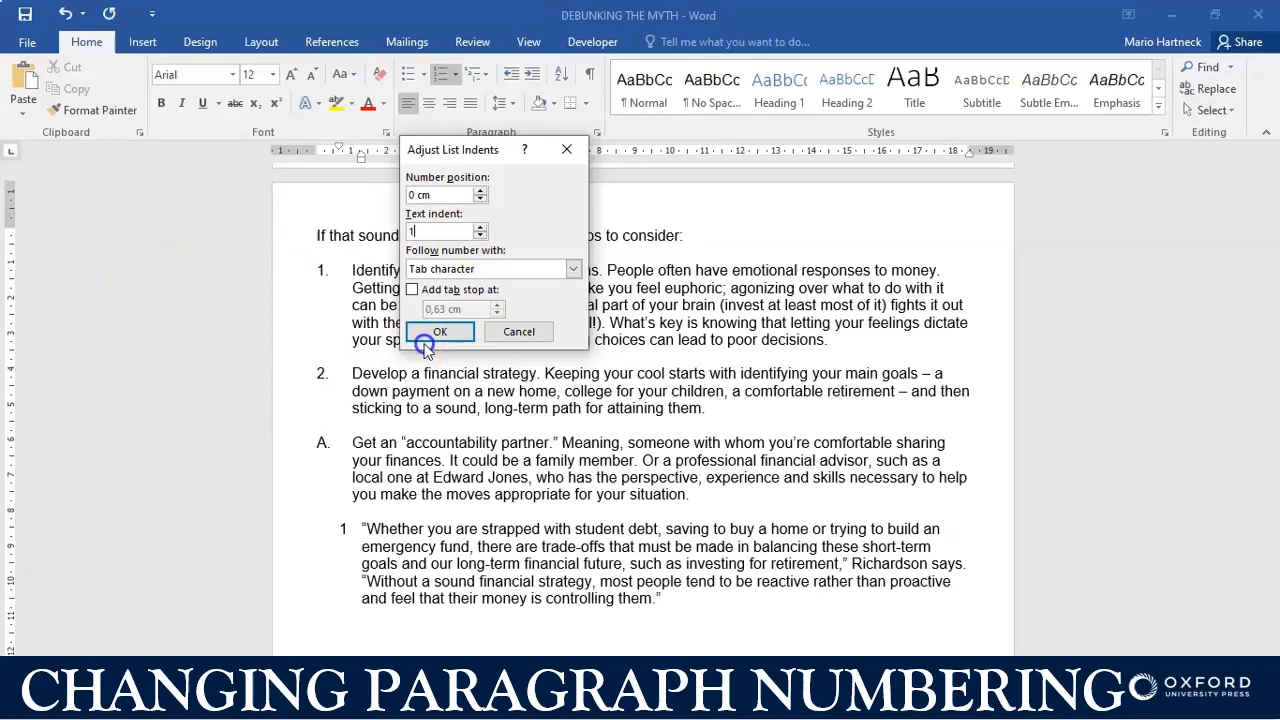 DEBUNKING THE MYTH - Word
File Home Insert Design Layout References Mailings Review View Developer Tell me what you want to do... Mario Hartneck Share
Paste
Cut
Copy
Format Painter
Clipboard
Arial 12 Aa
B I U abc x₂ x² A A
Font
Paragraph
AaBbCc AaBbCc AaBbCc AaBbCc AaB AaBbCcD AaBbCc AaBbCc
¶ Normal ¶ No Spac... Heading Heading 2 Title Subtitle Subtle Em... Emphasis
Styles
Find
Replace
Select
Editing
Adjust List Indents ?
Number position:
0 cm
Text indent:
1
Follow number with:
Tab character
Add tab stop at:
0,63 cm
OK Cancel
If that sound os to consider:
1. Identify ns. People often have emotional responses to money.
Getting ke you feel euphoric; agonizing over what to do with it
can be al part of your brain (invest at least most of it) fights it out
with the ll!). What's key is knowing that letting your feelings dictate
your sp choices can lead to poor decisions.
2. Develop a financial strategy. Keeping your cool starts with identifying your main goals – a
down payment on a new home, college for your children, a comfortable retirement – and then
sticking to a sound, long-term path for attaining them.
A. Get an “accountability partner.” Meaning, someone with whom you’re comfortable sharing
your finances. It could be a family member. Or a professional financial advisor, such as a
local one at Edward Jones, who has the perspective, experience and skills necessary to help
you make the moves appropriate for your situation.
1 “Whether you are strapped with student debt, saving to buy a home or trying to build an
emergency fund, there are trade-offs that must be made in balancing these short-term
goals and our long-term financial future, such as investing for retirement,” Richardson says.
“Without a sound financial strategy, most people tend to be reactive rather than proactive
and feel that their money is controlling them.”
CHANGING PARAGRAPH NUMBERING
OXFORD
UNIVERSITY PRESS